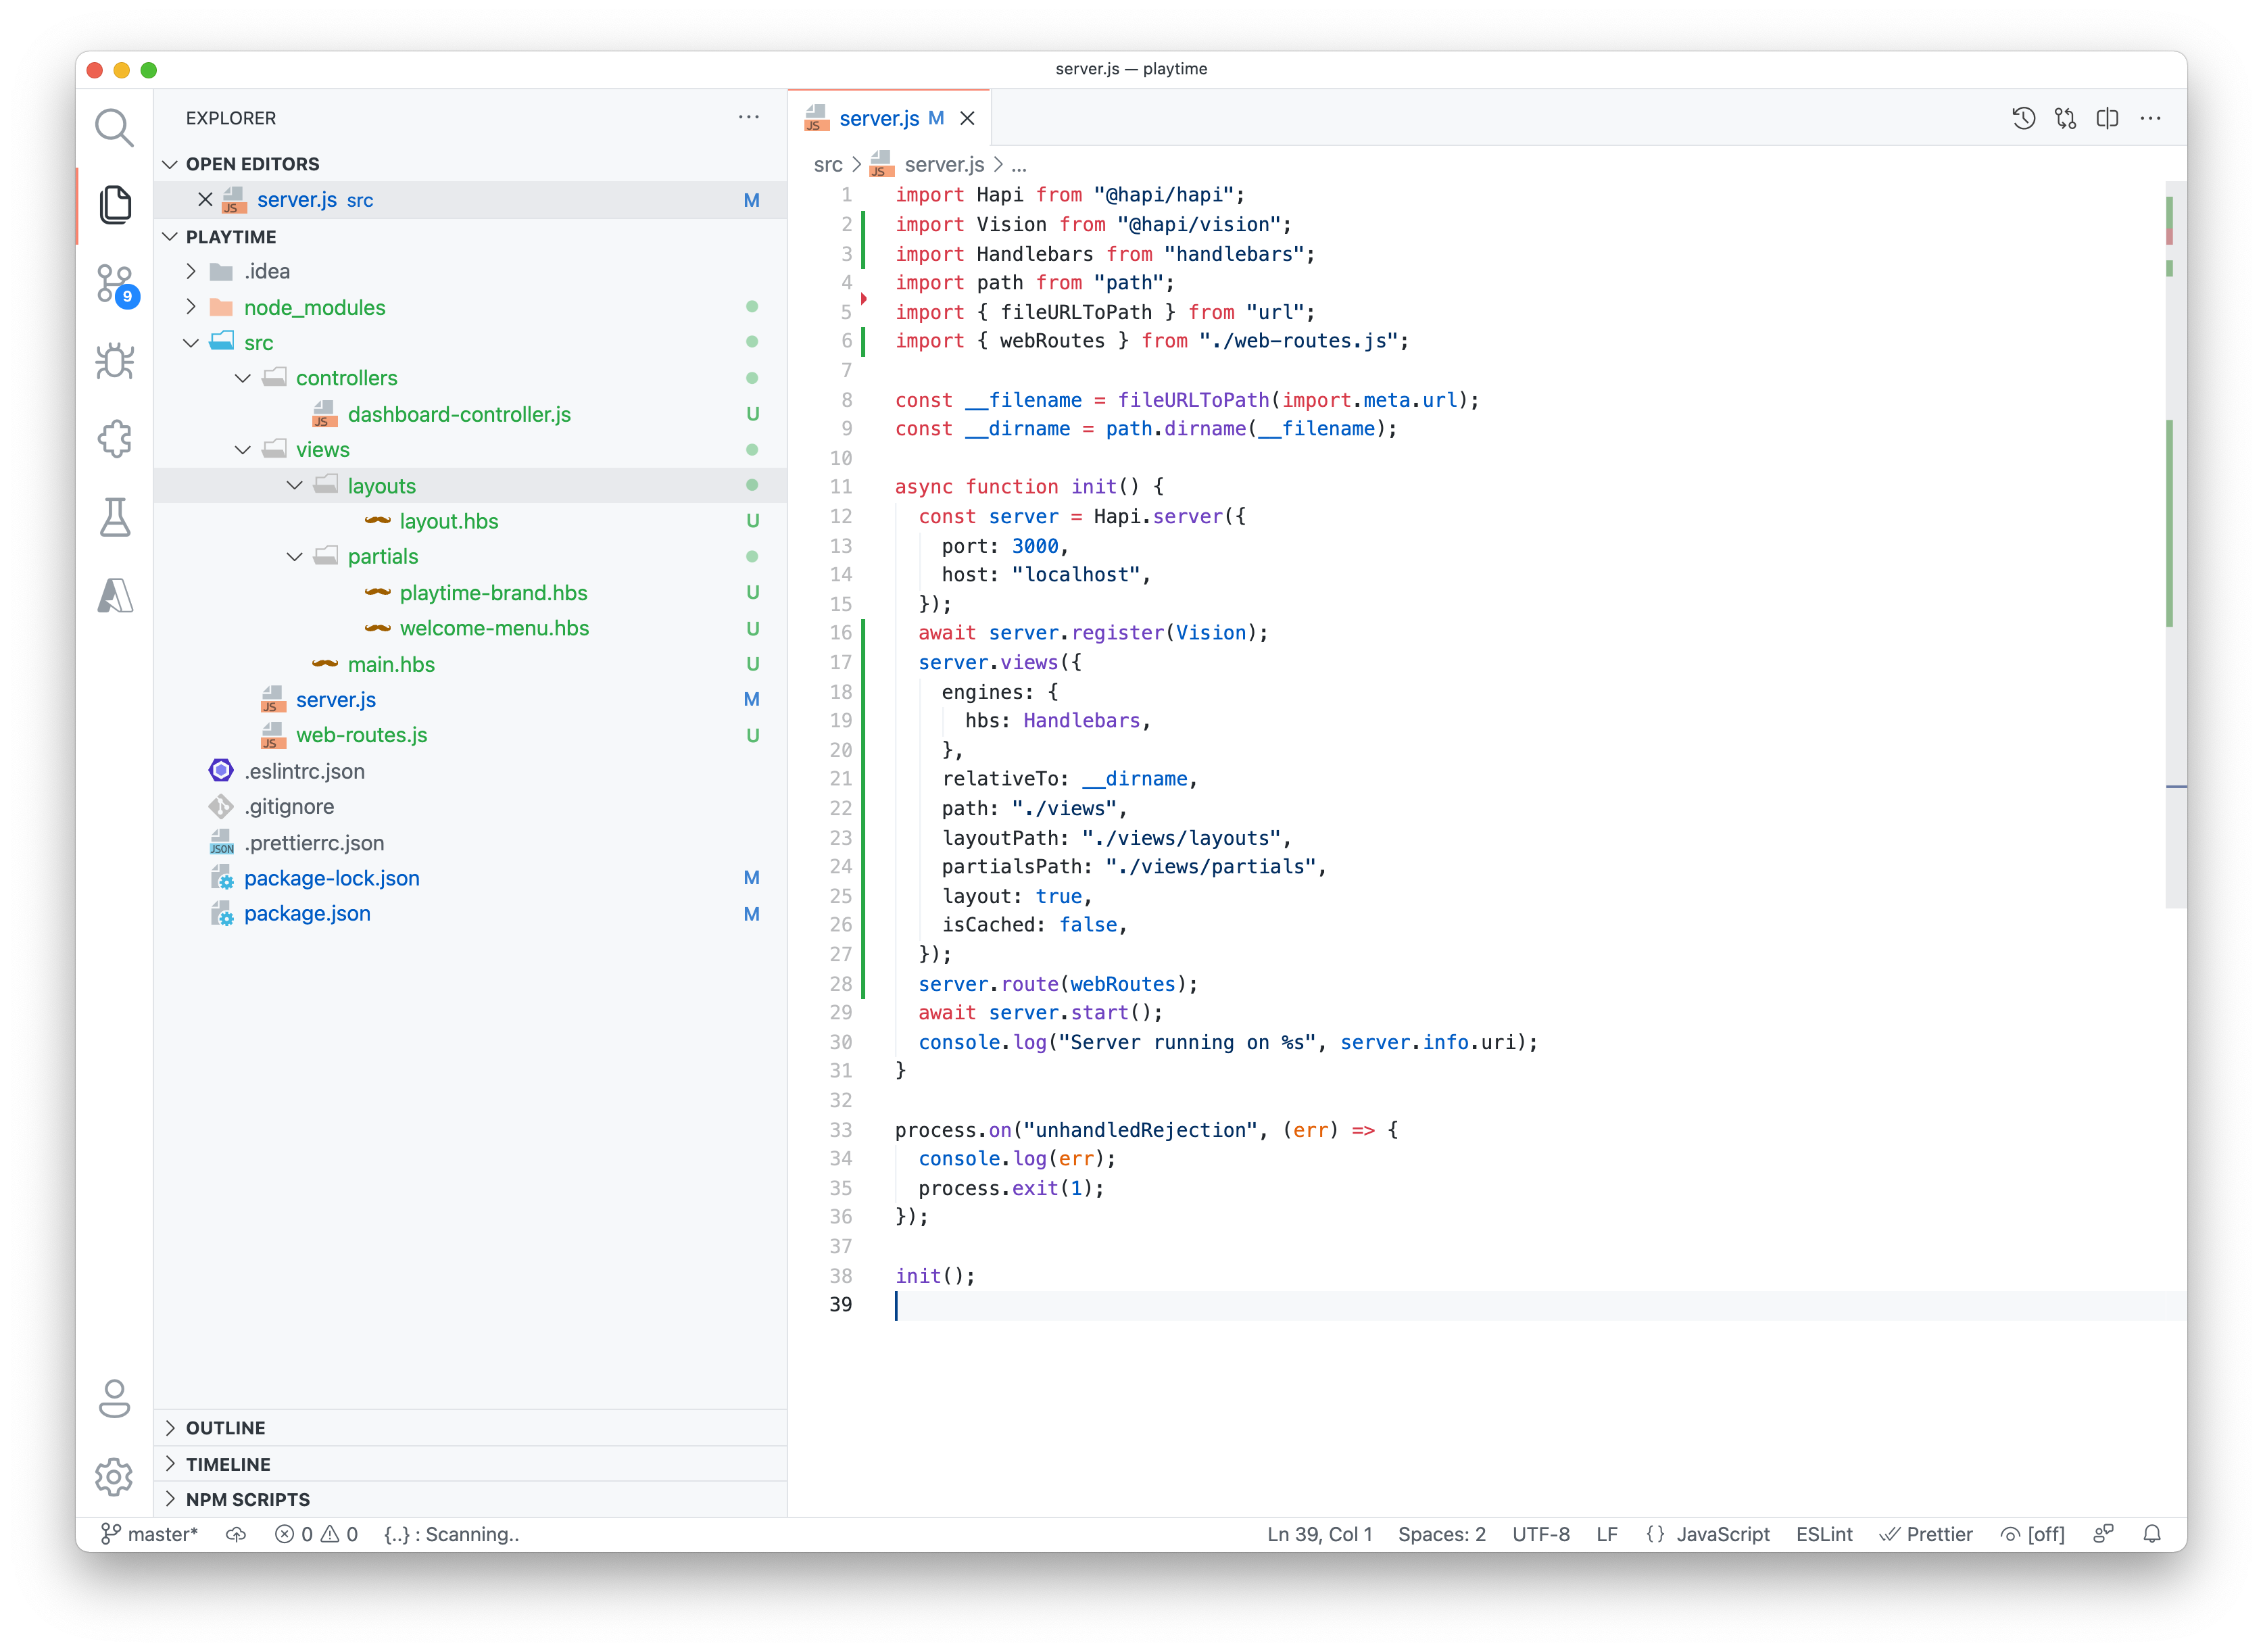 server.js — playtime
EXPLORER
OPEN EDITORS
server.js src M
PLAYTIME
.idea
node_modules
src
controllers
dashboard-controller.js U
views
layouts
layout.hbs U
partials
playtime-brand.hbs U
welcome-menu.hbs U
main.hbs U
server.js M
web-routes.js U
.eslintrc.json
.gitignore
JSON .prettierrc.json
package-lock.json M
package.json M
OUTLINE
TIMELINE
NPM SCRIPTS
9
JS server.js M
src > JS server.js > ...
1 import Hapi from "@hapi/hapi";
2 import Vision from "@hapi/vision";
3 import Handlebars from "handlebars";
4 import path from "path";
5 import { fileURLToPath } from "url";
6 import { webRoutes } from "./web-routes.js";
7
8 const __filename = fileURLToPath(import.meta.url);
9 const __dirname = path.dirname(__filename);
10
11 async function init() {
12 const server = Hapi.server({
13 port: 3000,
14 host: "localhost",
15 });
16 await server.register(Vision);
17 server.views({
18 engines: {
19 hbs: Handlebars,
20 },
21 relativeTo: __dirname,
22 path: "./views",
23 layoutPath: "./views/layouts",
24 partialsPath: "./views/partials",
25 layout: true,
26 isCached: false,
27 });
28 server.route(webRoutes);
29 await server.start();
30 console.log("Server running on %s", server.info.uri);
31 }
32
33 process.on("unhandledRejection", (err) => {
34 console.log(err);
35 process.exit(1);
36 });
37
38 init();
39
master* 0 0 {..} : Scanning.. Ln 39, Col 1 Spaces: 2 UTF-8 LF {} JavaScript ESLint Prettier [off]